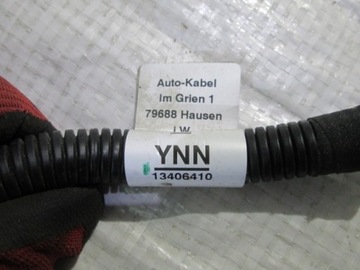 Auto-Kabel
Im Grien 1
79688 Hausen
i.W.
YNN
13406410